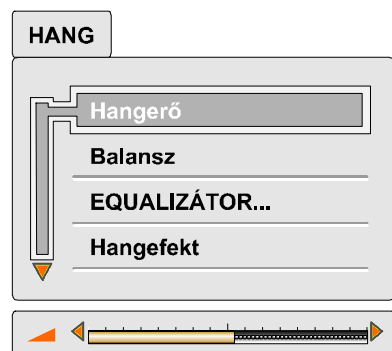 HANG
Hangerő
Balansz
EQUALIZÁTOR...
Hangefekt